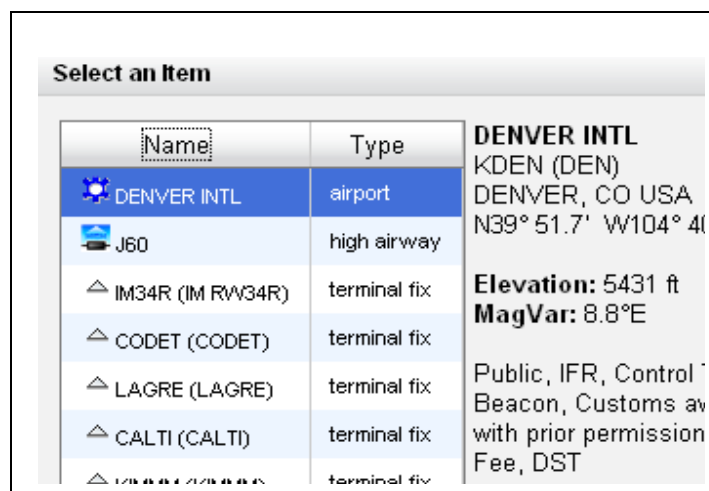 Select an Item
Name Type
DENVER INTL airport
J60 high airway
IM34R (IM RW34R) terminal fix
CODET (CODET) terminal fix
LAGRE (LAGRE) terminal fix
CALTI (CALTI) terminal fix
terminal fix
DENVER INTL
KDEN (DEN)
DENVER, CO USA
N39° 51.7' W104° 40
Elevation: 5431 ft
MagVar: 8.8°E
Public, IFR, Control
Beacon, Customs av
with prior permission
Fee, DST